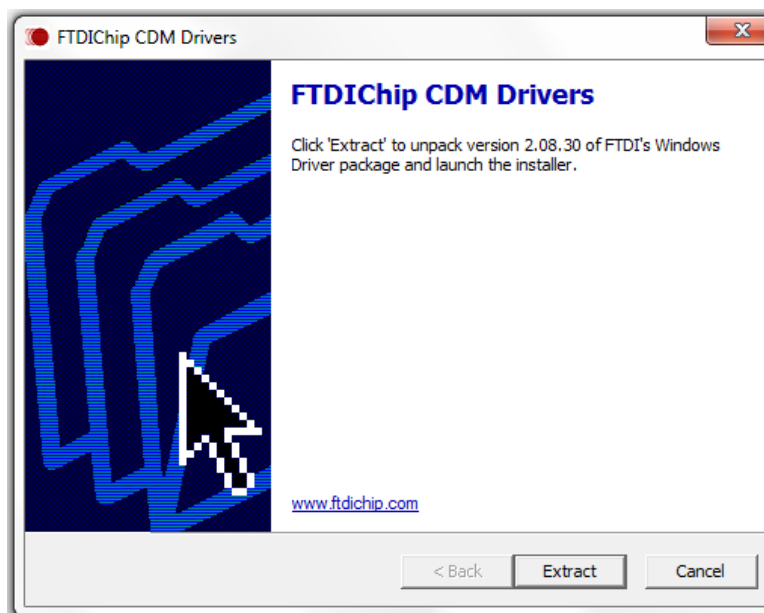 FTDIChip CDM Drivers
FTDIChip CDM Drivers
Click 'Extract' to unpack version 2.08.30 of FTDI's Windows
Driver package and launch the installer.
www.ftdichip.com
< Back Extract Cancel